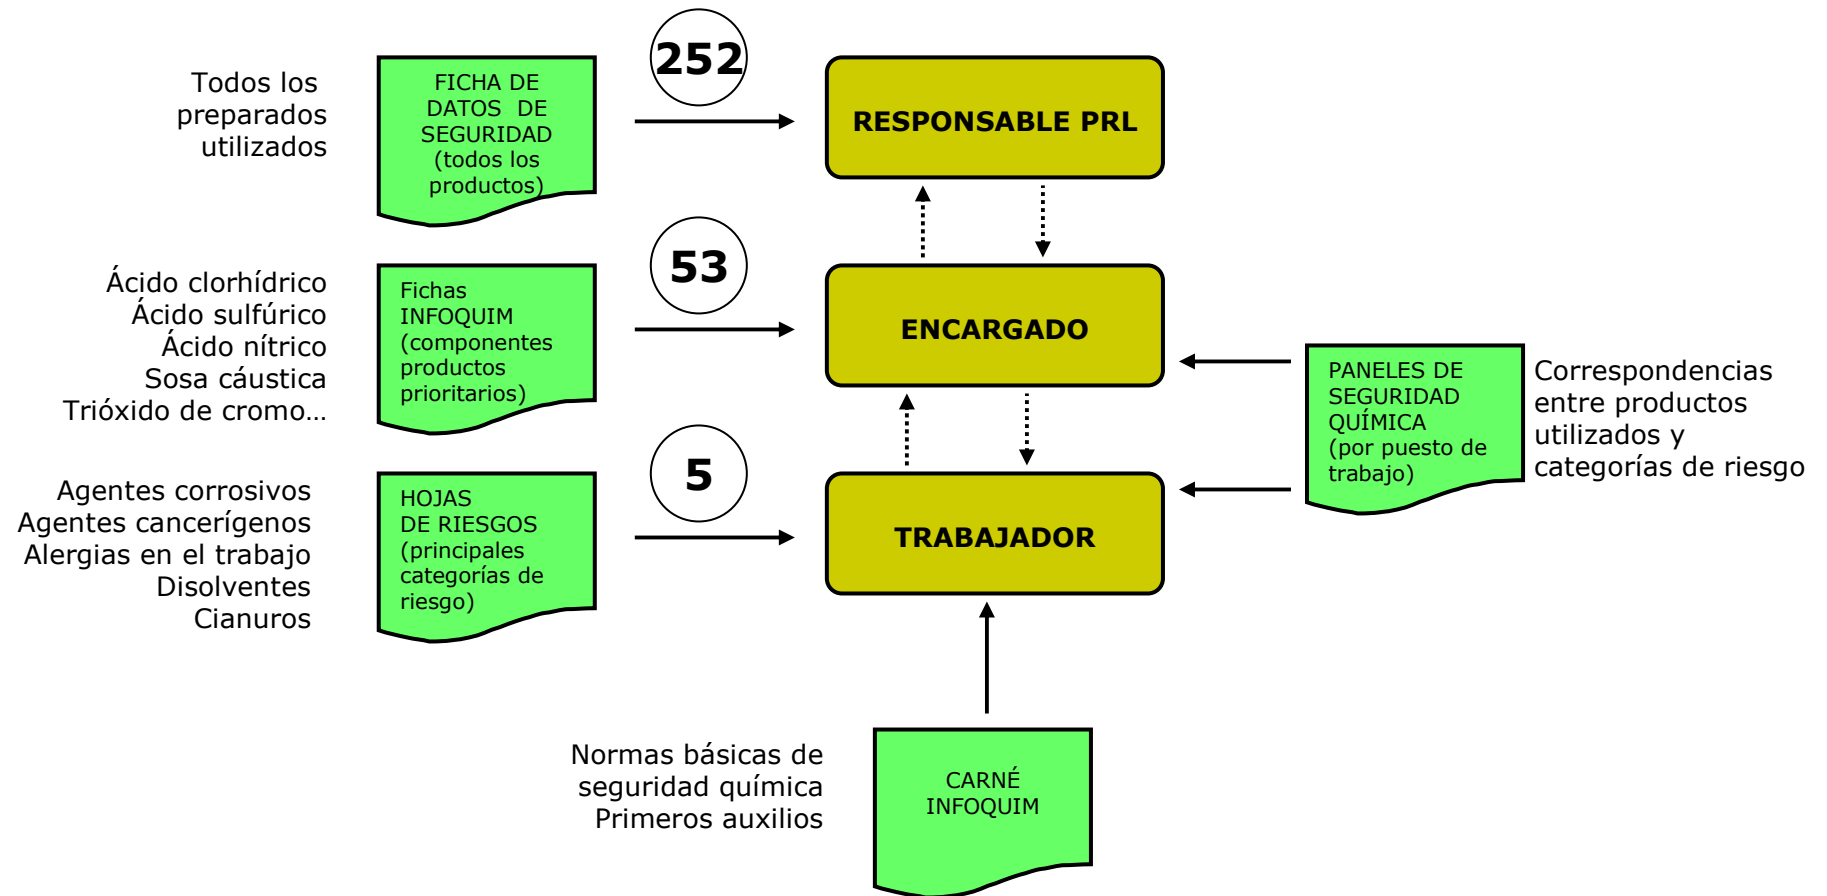 Todos los
preparados
utilizados
FICHA DE
DATOS DE
SEGURIDAD
(todos los
productos)
252
RESPONSABLE PRL
Ácido clorhídrico
Ácido sulfúrico
Ácido nítrico
Sosa cáustica
Trióxido de cromo…
Fichas
INFOQUIM
(componentes
productos
prioritarios)
53
ENCARGADO
PANELES DE
SEGURIDAD
QUÍMICA
(por puesto de
trabajo)
Correspondencias
entre productos
utilizados y
categorías de riesgo
Agentes corrosivos
Agentes cancerígenos
Alergias en el trabajo
Disolventes
Cianuros
HOJAS
DE RIESGOS
(principales
categorías de
riesgo)
5
TRABAJADOR
Normas básicas de
seguridad química
Primeros auxilios
CARNÉ
INFOQUIM